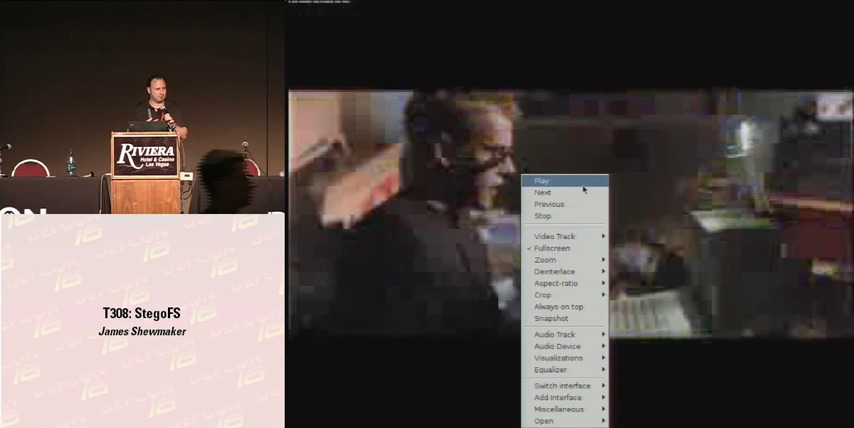 RIVIERA
Hotel & Casino
Las Vegas
T308: StegoFS
James Shewmaker
Play
Next
Previous
Stop
Video Track
Fullscreen
Zoom
Deinterlace
Aspect-ratio
Crop
Always on top
Snapshot
Audio Track
Audio Device
Visualizations
Equalizer
Switch interface
Add Interface
Miscellaneous
Open